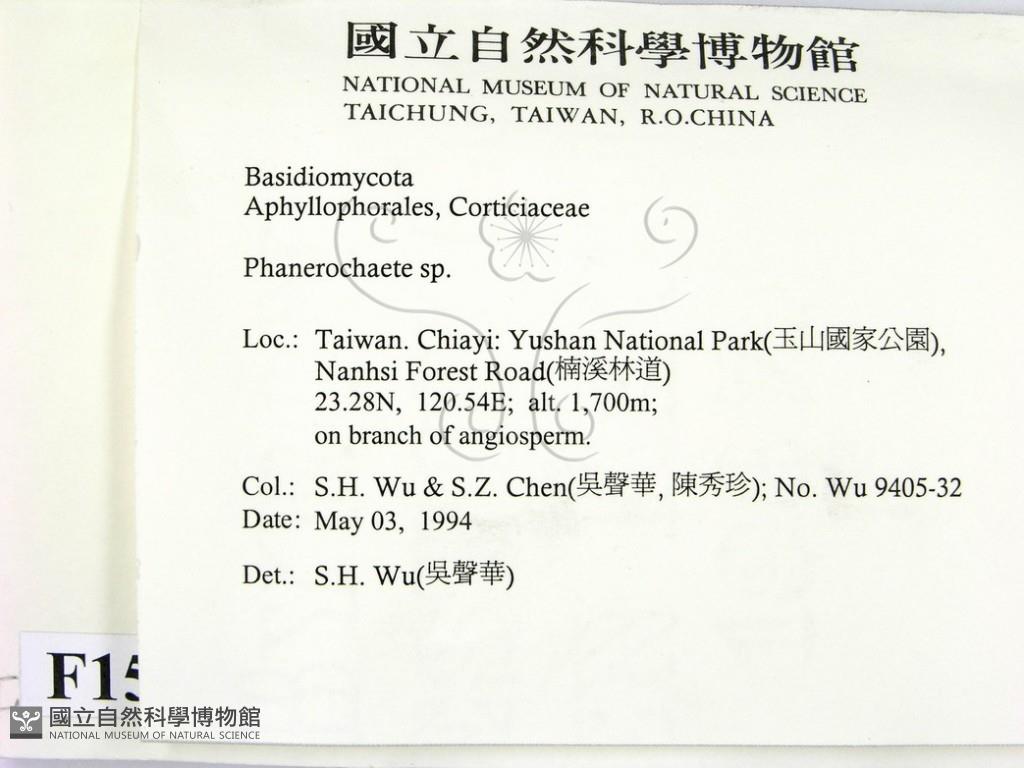 國立自然科學博物館
NATIONAL MUSEUM OF NATURAL SCIENCE
TAICHUNG, TAIWAN, R.O.CHINA
Basidiomycota
Aphyllophorales, Corticiaceae
Phanerochaete sp.
Loc.: Taiwan. Chiayi: Yushan National Park(玉山國家公園),
Nanhsi Forest Road(楠溪林道)
23.28N, 120.54E; alt. 1,700m;
on branch of angiosperm.
Col.: S.H. Wu & S.Z. Chen(吳聲華, 陳秀珍); No. Wu 9405-32
Date: May 03, 1994
Det.: S.H. Wu(吳聲華)
F15
國立自然科學博物館
NATIONAL MUSEUM OF NATURAL SCIENCE